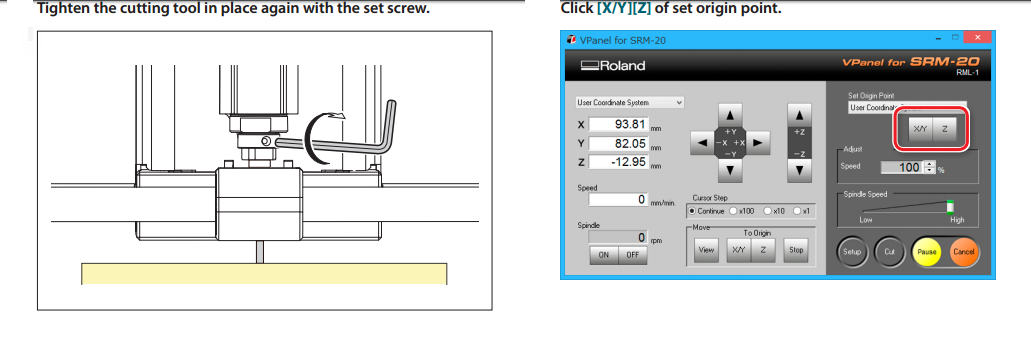 Tighten the cutting tool in place again with the set screw.
Click [X/Y][Z] of set origin point.
VPanel for SRM-20
Roland
VPanel for SRM-20
RML-1
User Coordinate System
X 93.81 mm
Y 82.05 mm
Z -12.95 mm
Speed
0 mm/min.
Spindle
0 rpm
ON OFF
+Y
-X +X
-Y
+Z
-Z
Cursor Step
Continue x100 x10 x1
Move
To Origin
View X/Y Z Stop
Set Origin Point
User Coordinate
X/Y Z
Adjust
Speed 100 %
Spindle Speed
Low High
Setup Cut Pause Cancel